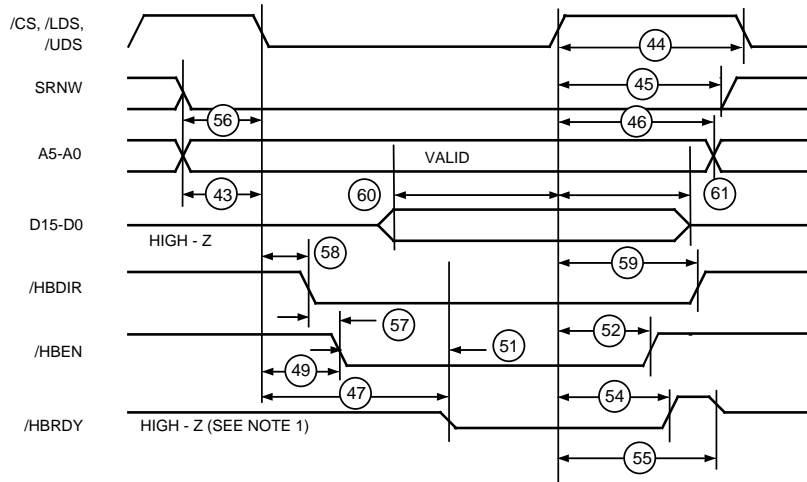 /CS, /LDS,
/UDS
44
SRNW
45
56
46
A5-A0
VALID
43
60
61
D15-D0
HIGH - Z
58
59
/HBDIR
57
51
52
/HBEN
49
47
54
/HBRDY
HIGH - Z (SEE NOTE 1)
55